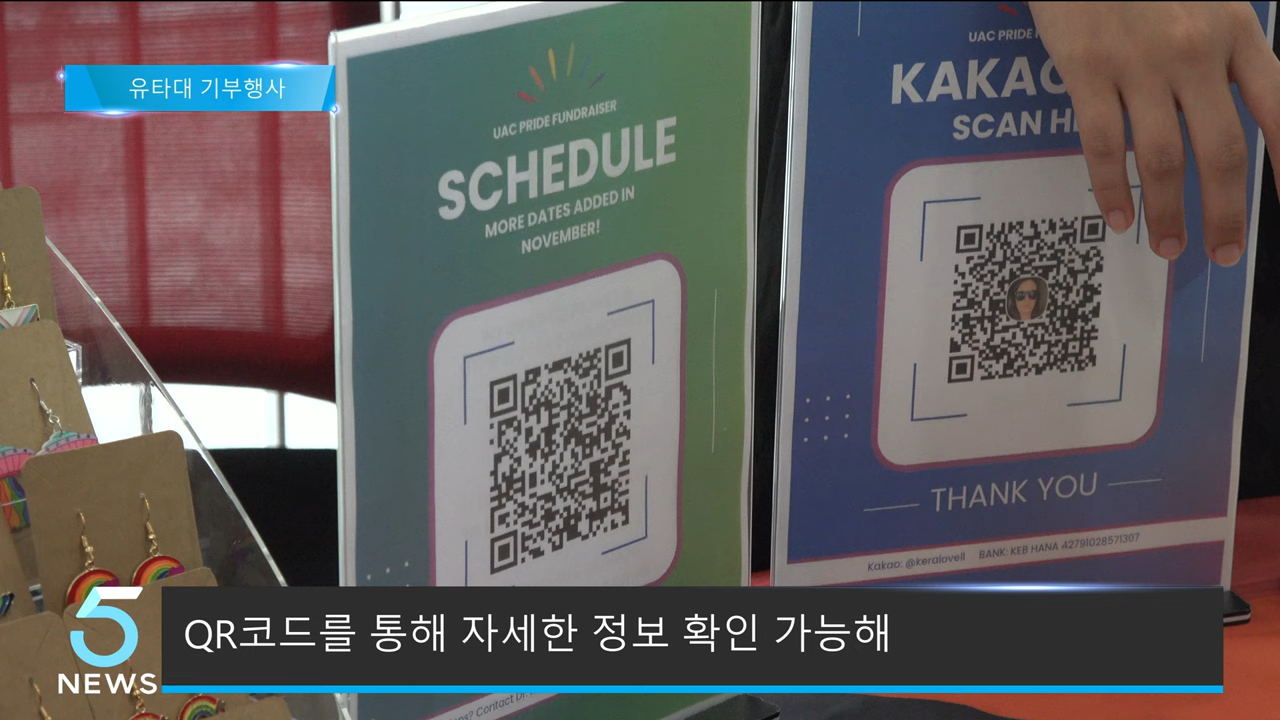 유타대 기부행사
UAC PRIDE FUNDRAISER
SCHEDULE
MORE DATES ADDED IN
NOVEMBER!
UAC PRIDE
SCAN
THANK YOU
Kakao: @keralovell BANK: KEB HANA 42791028571307
Contact
5
NEWS
QR코드를 통해 자세한 정보 확인 가능해